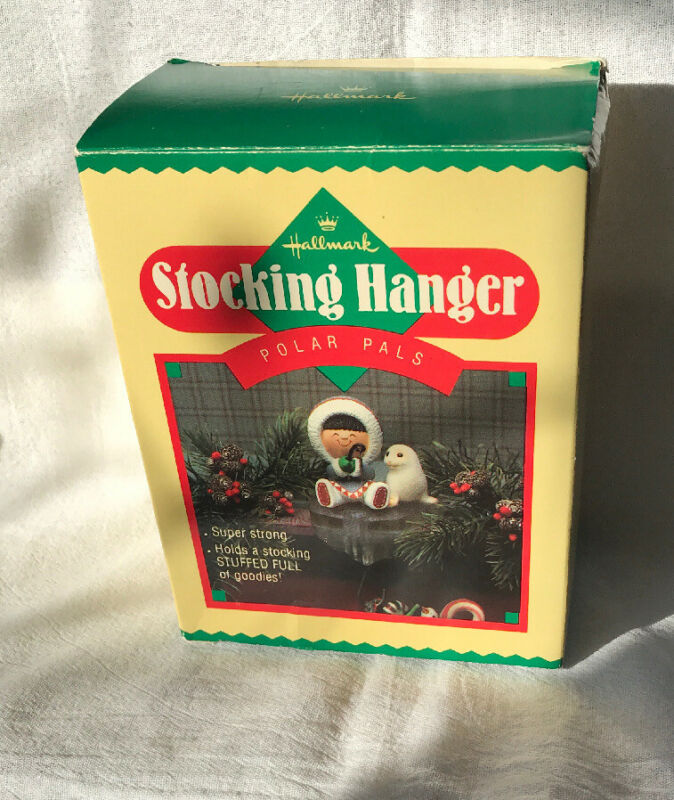 Hallmark
Hallmark
Stocking Hanger
POLAR PALS
• Super strong
• Holds a stocking
STUFFED FULL
of goodies!